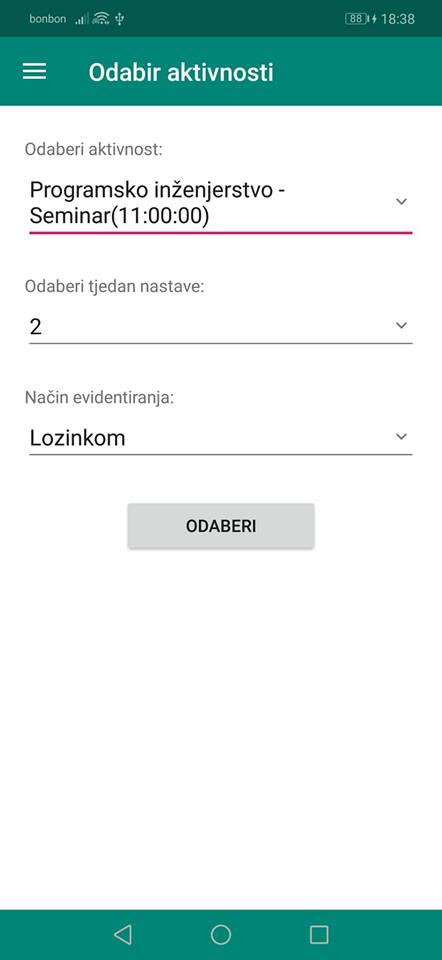 bonbon 88 18:38
Odabir aktivnosti
Odaberi aktivnost:
Programsko inženjerstvo -
Seminar(11:00:00)
Odaberi tjedan nastave:
2
Način evidentiranja:
Lozinkom
ODABERI